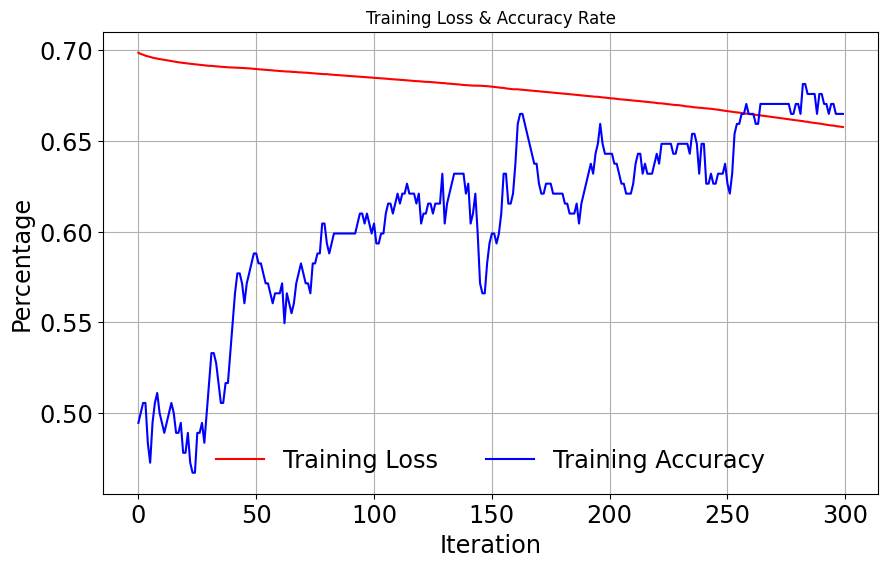 Training Loss & Accuracy Rate
Percentage
0.70
0.65
0.60
0.55
0.50
Training Loss
Training Accuracy
0
50
100
150
200
250
300
Iteration